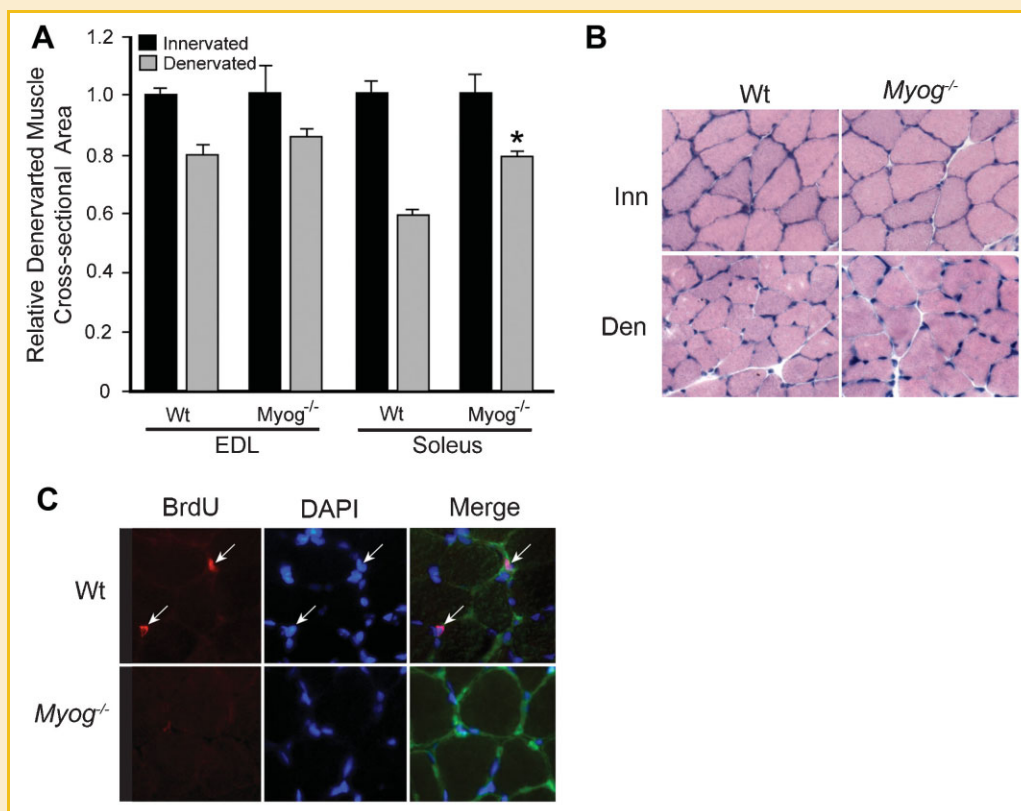 A
Innervated
Denervated
Relative Denervarted Muscle
Cross-sectional Area
1.2
1.0
0.8
0.6
0.4
0.2
0
*
Wt
Myog-/-
Wt
Myog-/-
EDL
Soleus
B
Wt
Myog-/-
Inn
Den
C
BrdU
DAPI
Merge
Wt
Myog-/-